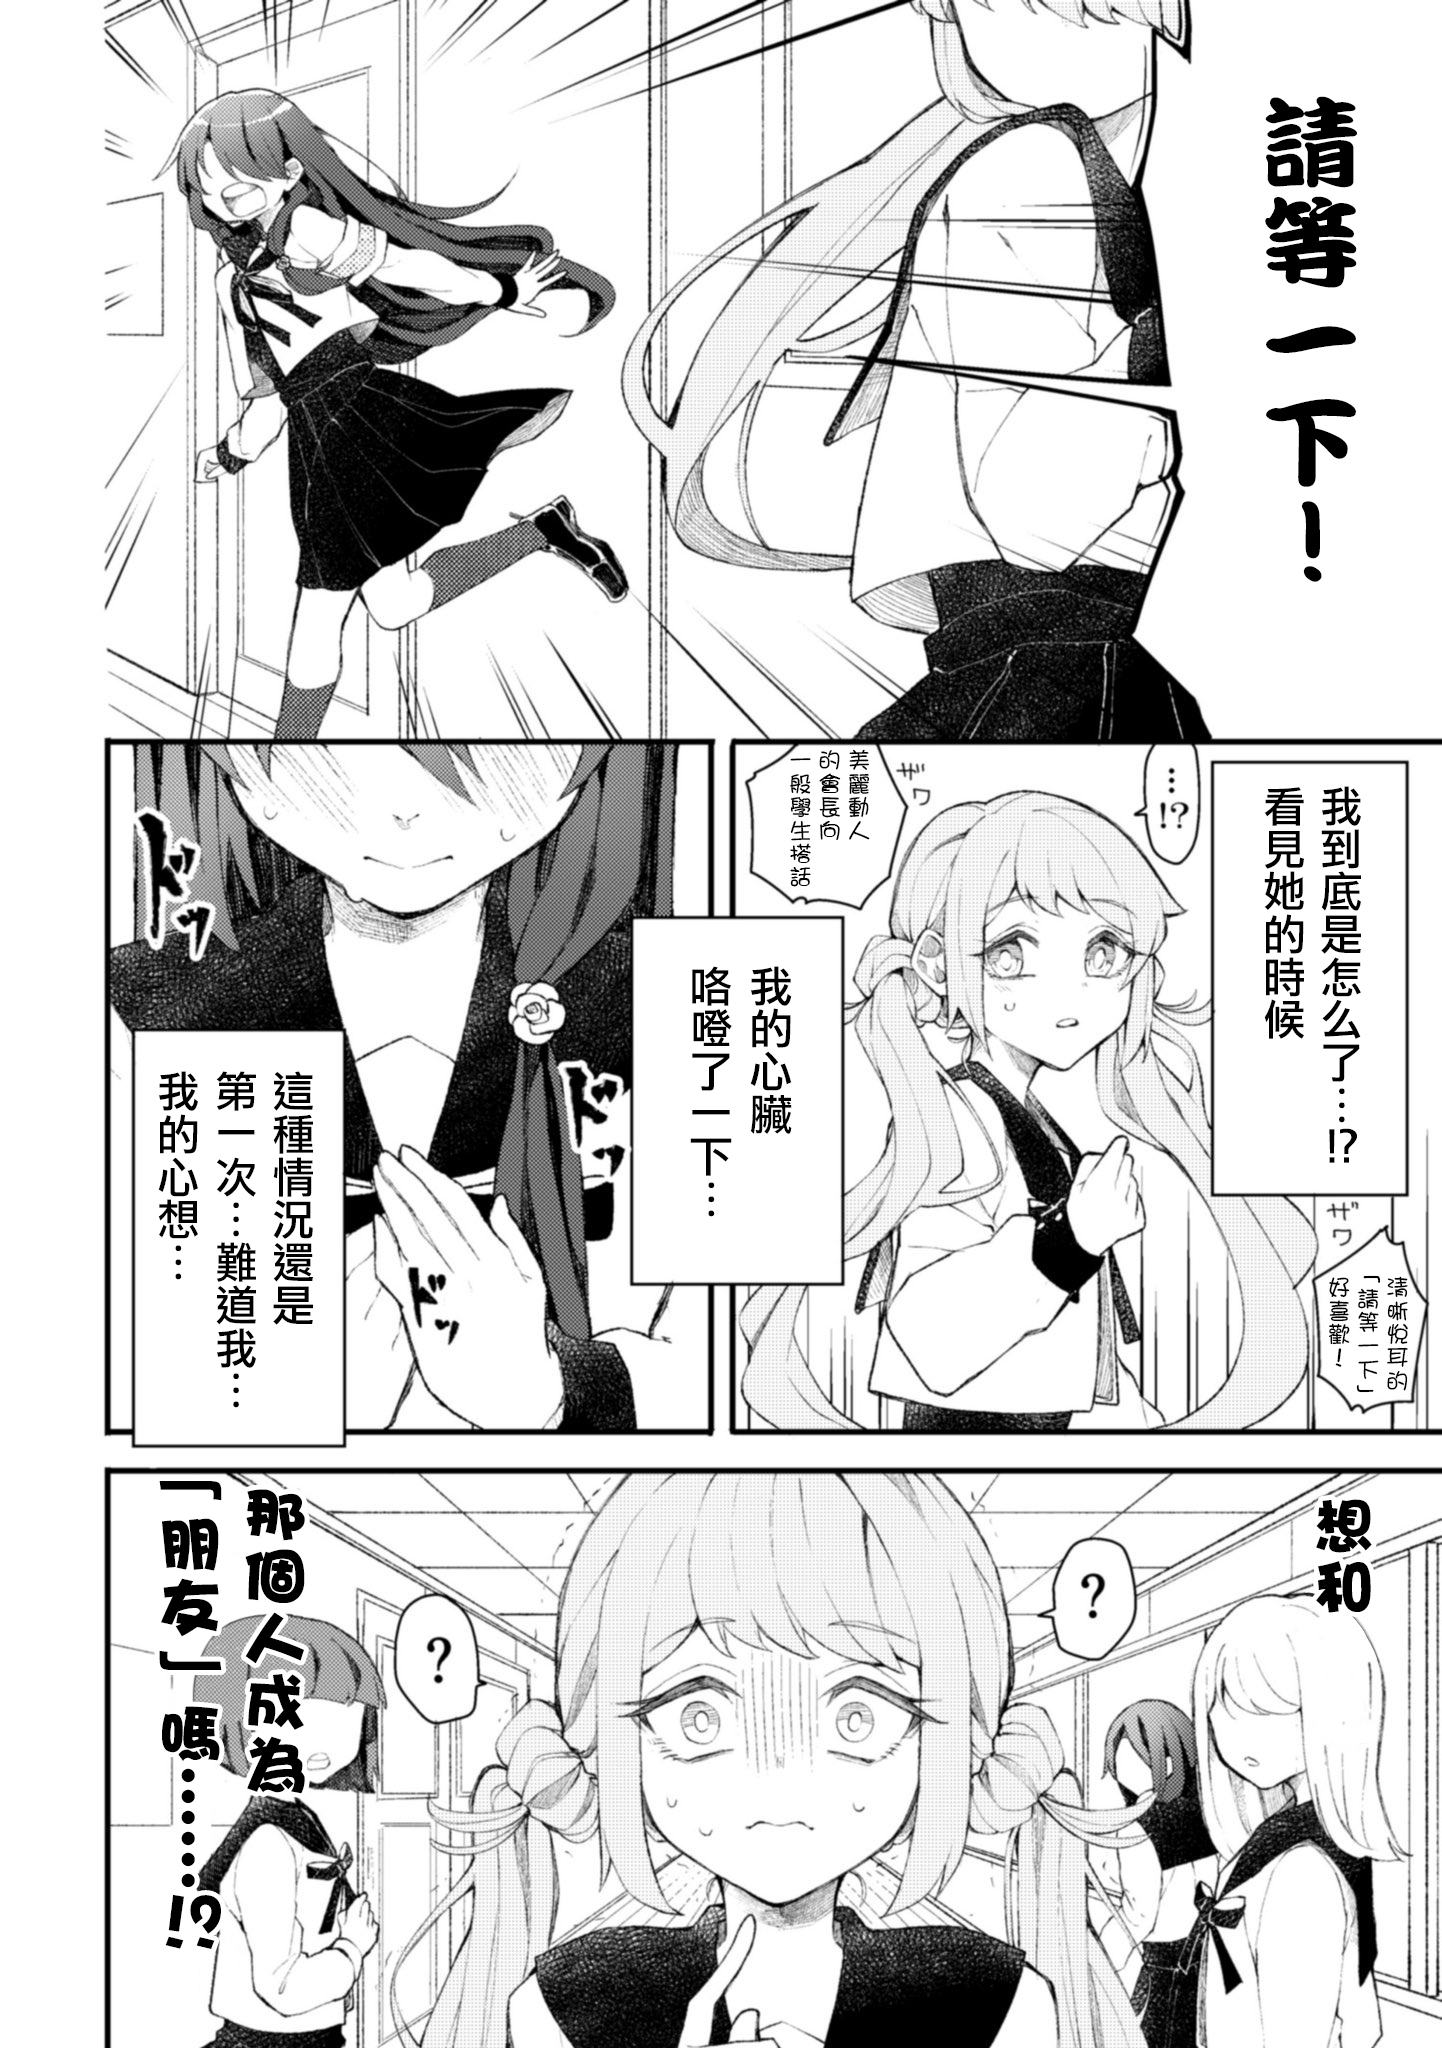 請等一下！
我到底是怎么了…!?
看見她的時候
…!?
ザワ
美麗動人
的會長向
一般學生搭話
ザワ
清晰悅耳的
「請等一下」
好喜歡！
我的心臟
咯噔了一下…
ドッ
ドッ
ドッ
這種情況還是
第一次…難道我…
我的心想…
想和
?
?
那個人成為
「朋友」嗎………!?